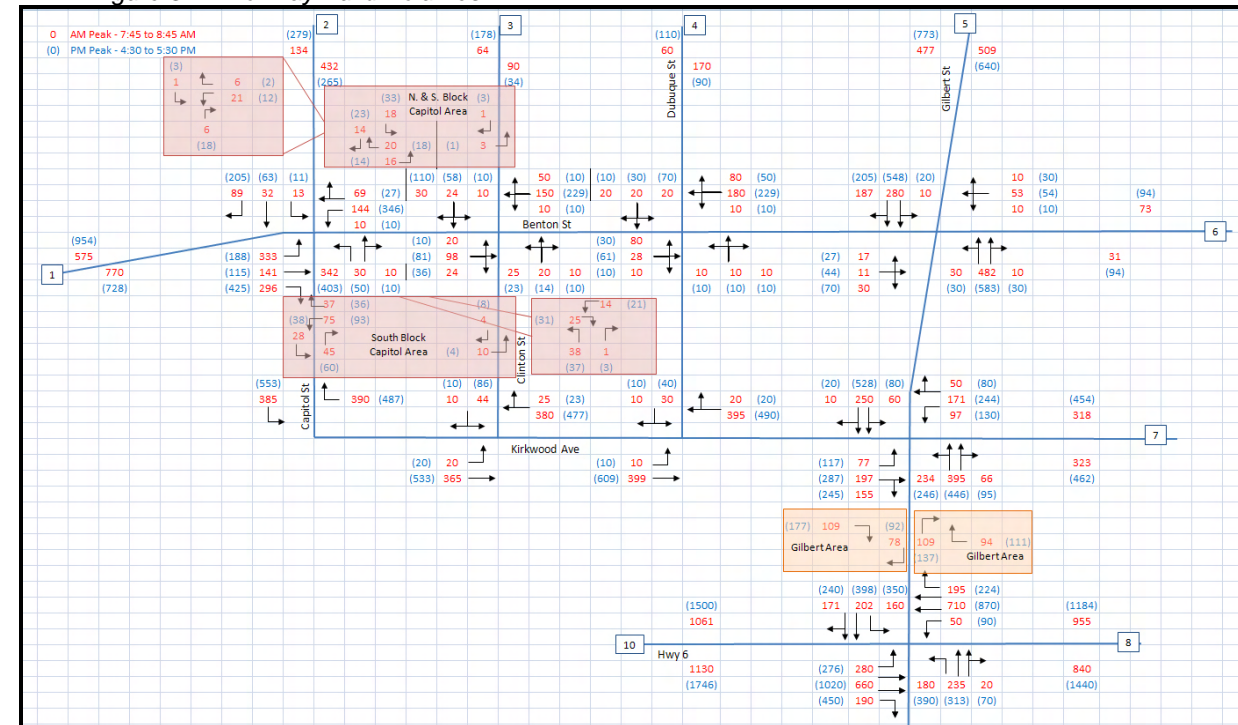 2 3 4 5
0 AM Peak - 7:45 to 8:45 AM (279) (178) (110) (773)
(0) PM Peak - 4:30 to 5:30 PM 134 64 60 477 509
(3) 432 90 170 (640)
1 6 (2) (265) (34) (90)
21 (12) (33) N. & S. Block (3)
(23) 18 Capitol Area 1
6 14
(18) 20 (18) (1) 3
(14) 16
Dubuque St
Gilbert St
(205) (63) (11) (110) (58) (10) 50 (10) (10) (30) (70) 80 (50) (205) (548) (20) 10 (30)
89 32 13 69 (27) 30 24 10 150 (229) 20 20 20 180 (229) 187 280 10 53 (54) (94)
144 (346) 10 (10) 10 (10) 10 (10) 73
10 (10)
Benton St
6
(954) (10) 20 (30) 80
575 (188) 333 (81) 98 (61) 28 (27) 17 31
1 770 (115) 141 342 30 10 (36) 24 25 20 10 (10) 10 10 10 10 (44) 11 30 482 10 (94)
(728) (425) 296 (403) (50) (10) (23) (14) (10) (10) (10) (10) (70) 30 (30) (583) (30)
37 (36) (8) 14 (21)
(38) 75 (93) 4 (31) 25
28 South Block
45 Capitol Area (4) 10 38 1
(60) (37) (3)
Capitol St
Clinton St
(553) (10) (86) (10) (40) (20) (528) (80) 50 (80)
385 390 (487) 10 44 25 (23) 10 30 20 (20) 10 250 60 171 (244) (454)
380 (477) 395 (490) 97 (130) 318
7
Kirkwood Ave
(20) 20 (10) 10 (117) 77 323
(533) 365 (609) 399 (287) 197 234 395 66 (462)
(245) 155 (246) (446) (95)
(177) 109 (92)
78 109 94 (111)
Gilbert Area (137) Gilbert Area
(240) (398) (350) 195 (224)
(1500) 171 202 160 710 (870) (1184)
1061 50 (90) 955
10 8
Hwy 6
1130 (276) 280 840
(1746) (1020) 660 180 235 20 (1440)
(450) 190 (390) (313) (70)